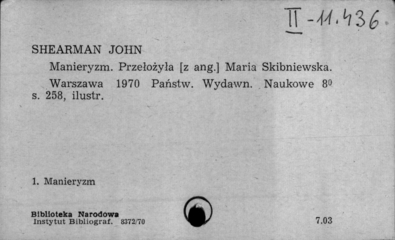 II-11.436.
SHEARMAN JOHN
Manieryzm. Przełożyła [z ang.] Maria Skibniewska.
Warszawa 1970 Państw. Wydawn. Naukowe 8º
s. 258, ilustr.
1. Manieryzm
Biblioteka Narodowa
Instytut Bibliograf. 8372/70
7.03